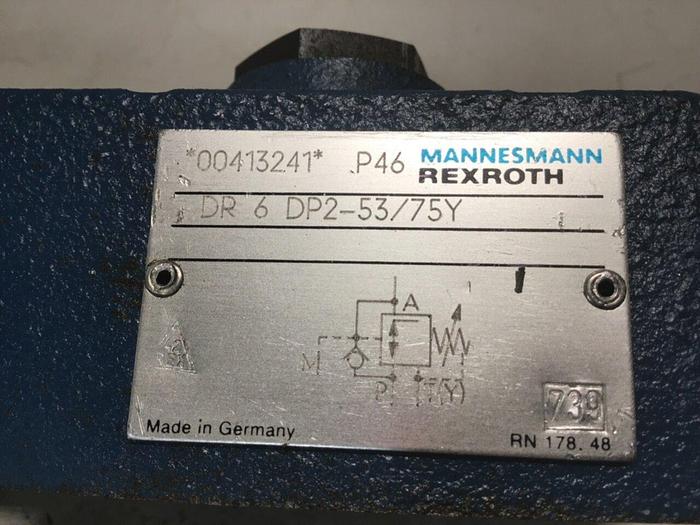 *00413241* P46 MANNESMANN
REXROTH
DR 6 DP2-53/75Y
A
M
P T(Y)
739
Made in Germany
RN 178.48